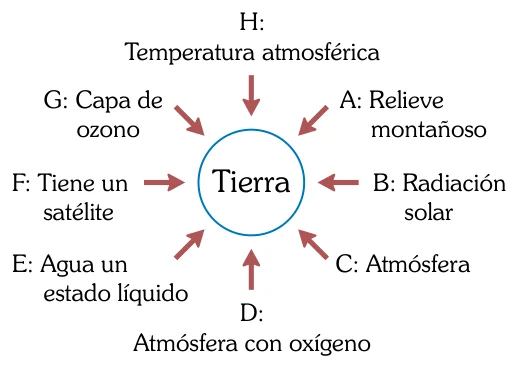 H:
Temperatura atmosférica
G: Capa de
ozono
A: Relieve
montañoso
F: Tiene un
satélite
Tierra
B: Radiación
solar
E: Agua un
estado líquido
C: Atmósfera
D:
Atmósfera con oxígeno